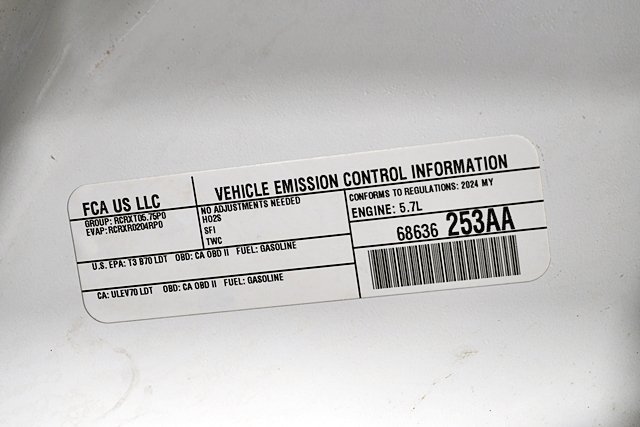 FCA US LLC
VEHICLE EMISSION CONTROL INFORMATION
GROUP: RCRXT05.75P0
EVAP: RCRXR0204RP0
NO ADJUSTMENTS NEEDED
HO2S
SFI
TWC
CONFORMS TO REGULATIONS: 2024 MY
ENGINE: 5.7L
68636 253AA
U.S. EPA: T3 B70 LDT OBD: CA OBD II FUEL: GASOLINE
CA: ULEV70 LDT OBD: CA OBD II FUEL: GASOLINE